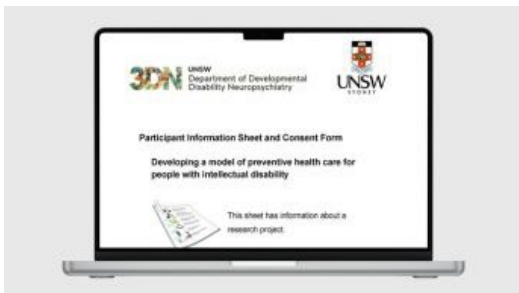 3DN
UNSW
Department of Developmental
Disability Neuropsychiatry
UNSW
SYDNEY
Participant Information Sheet and Consent Form
Developing a model of preventive health care for
people with intellectual disability
This sheet has information about a
research project.